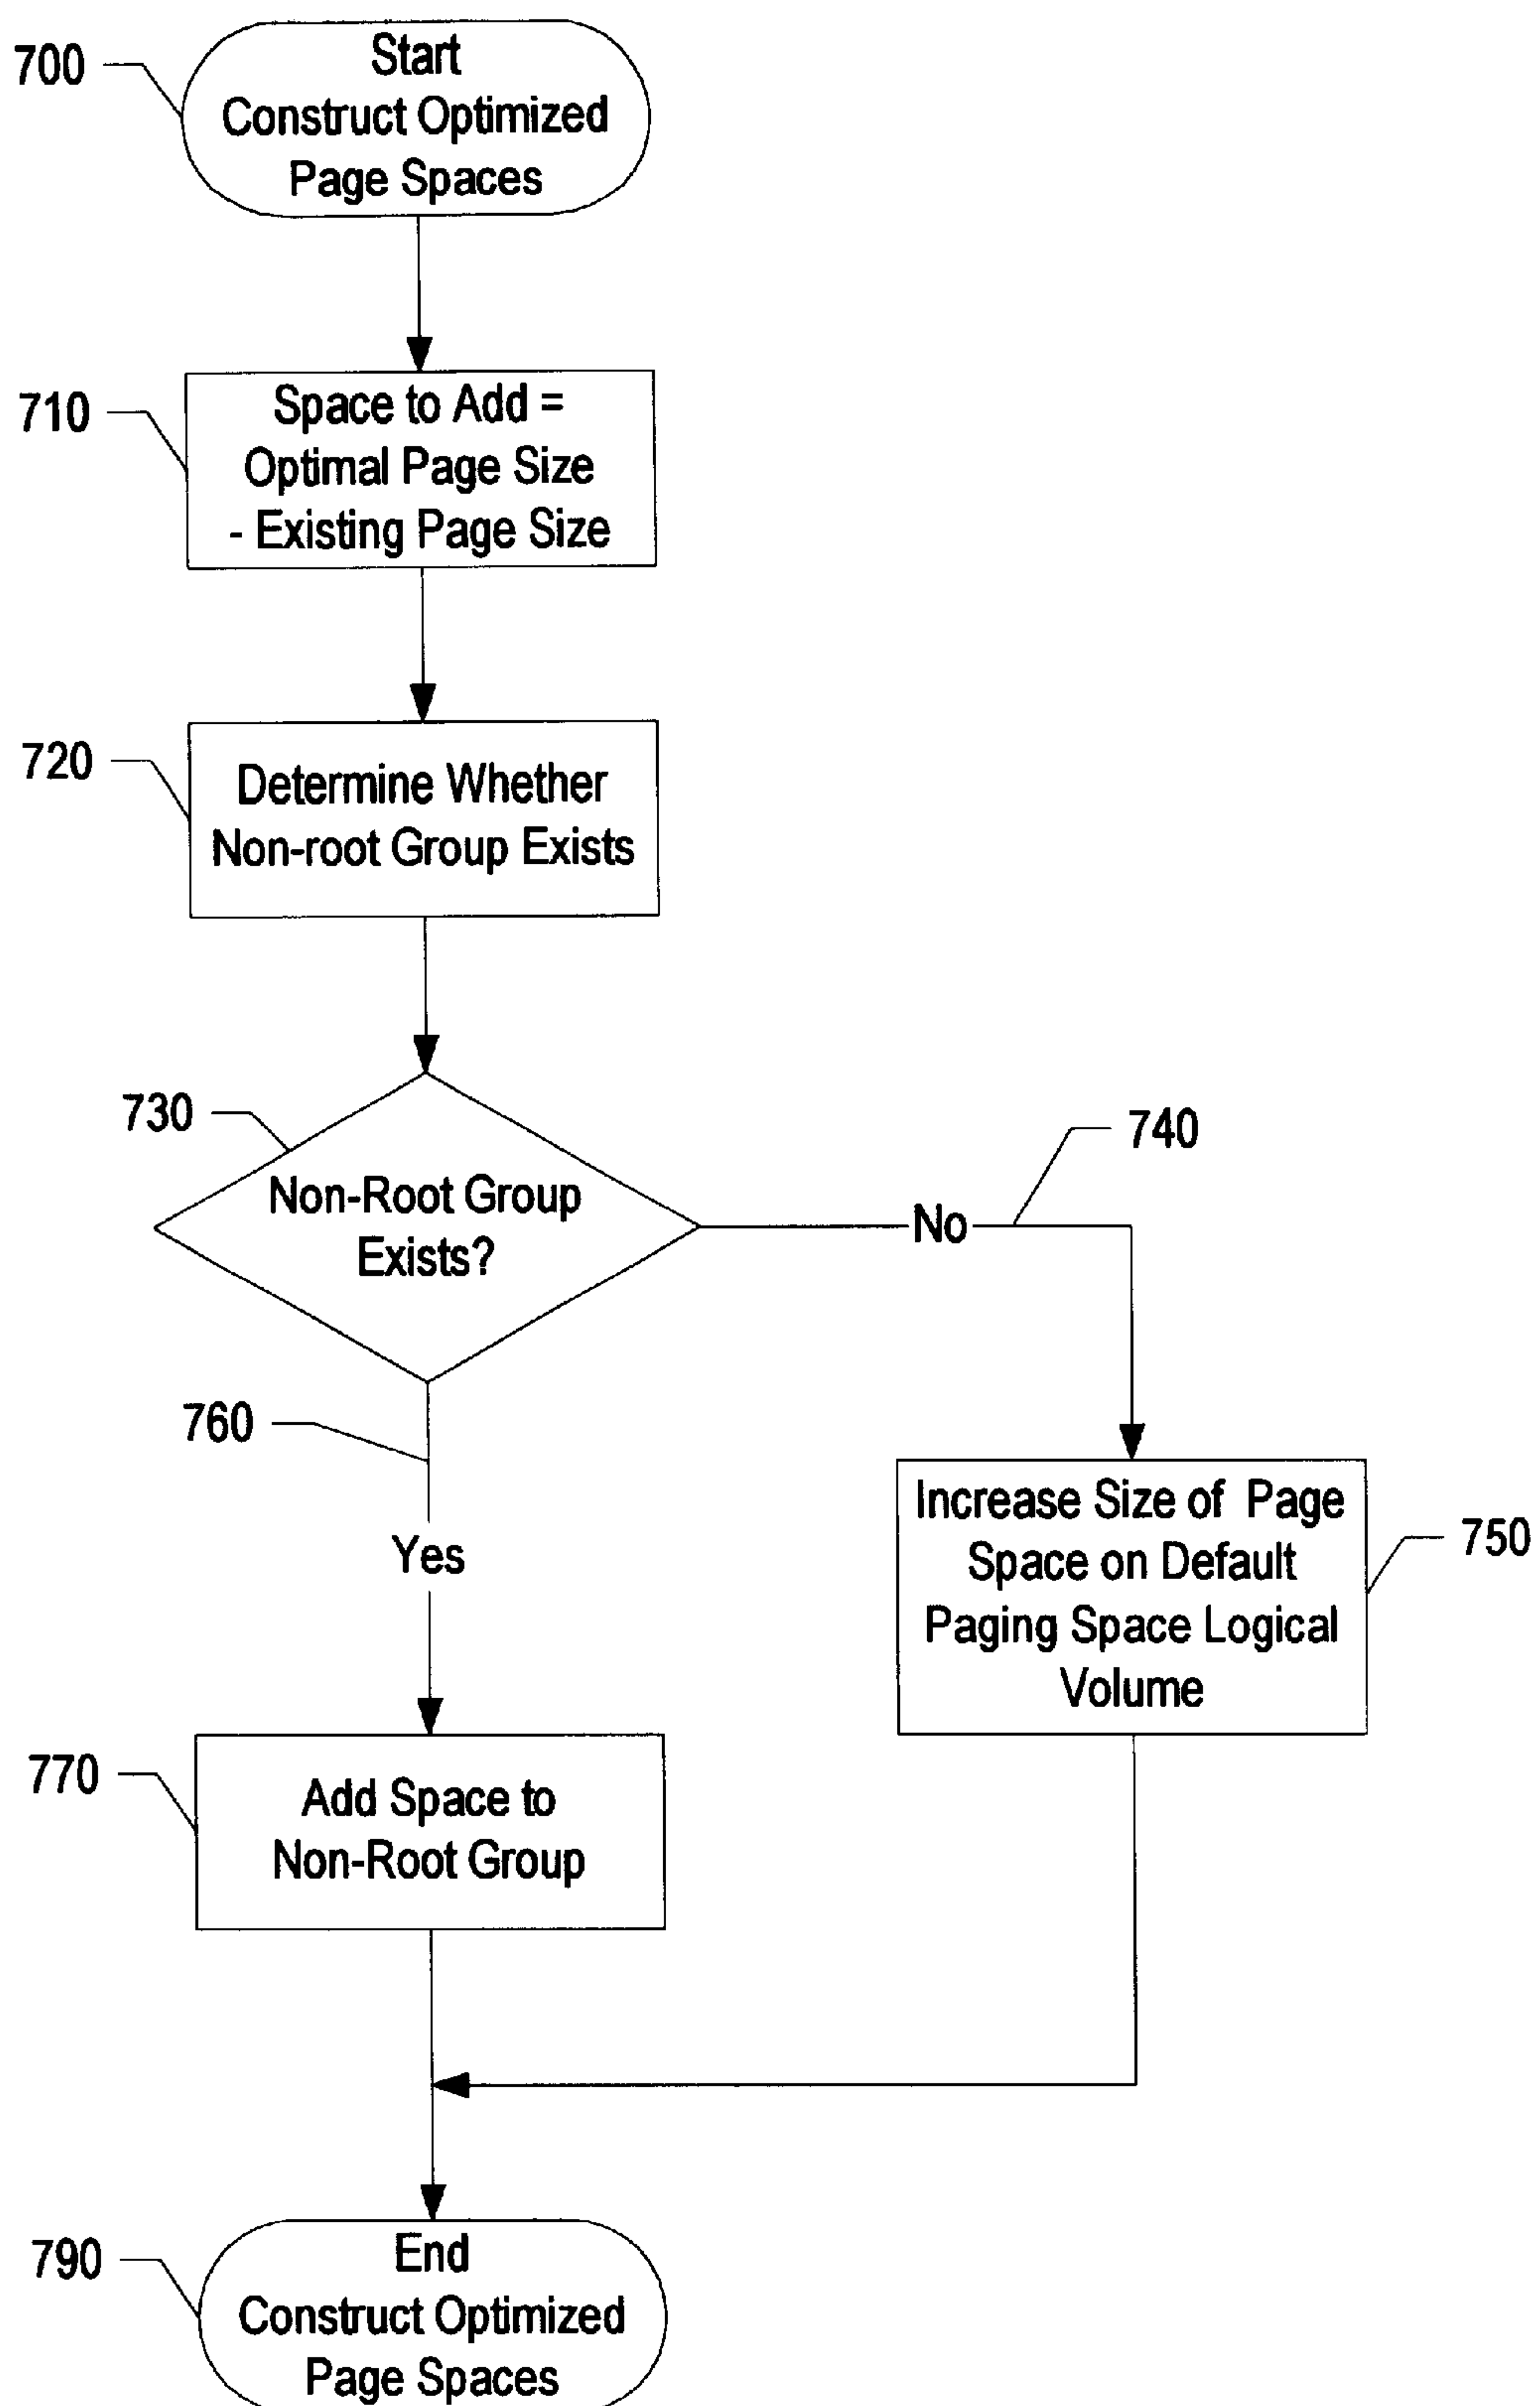 700
Start
Construct Optimized
Page Spaces
710
Space to Add =
Optimal Page Size
- Existing Page Size
720
Determine Whether
Non-root Group Exists
730
Non-Root Group
Exists?
740
No
760
Yes
Increase Size of Page
Space on Default
Paging Space Logical
Volume
750
770
Add Space to
Non-Root Group
790
End
Construct Optimized
Page Spaces